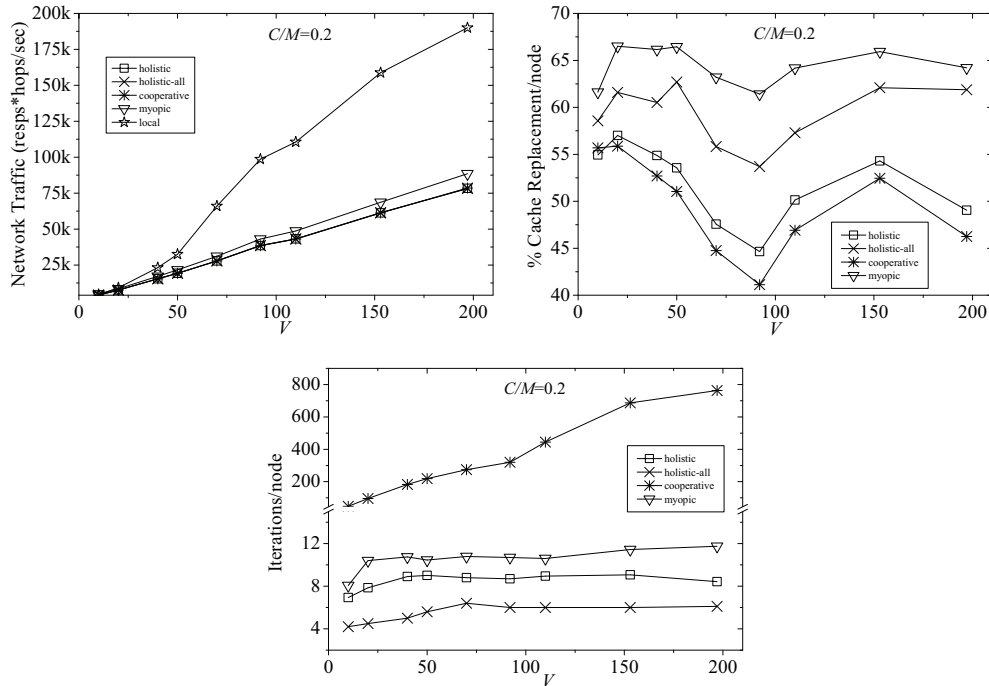 Network Traffic (resps*hops/sec)
200k
175k
150k
125k
100k
75k
50k
25k
C/M=0.2
holistic
holistic-all
cooperative
myopic
local
0 50 100 150 200
V
% Cache Replacement/node
70
65
60
55
50
45
40
C/M=0.2
holistic
holistic-all
cooperative
myopic
0 50 100 150 200
V
Iterations/node
800
600
400
200
12
8
4
C/M=0.2
holistic
holistic-all
cooperative
myopic
0 50 100 150 200
V